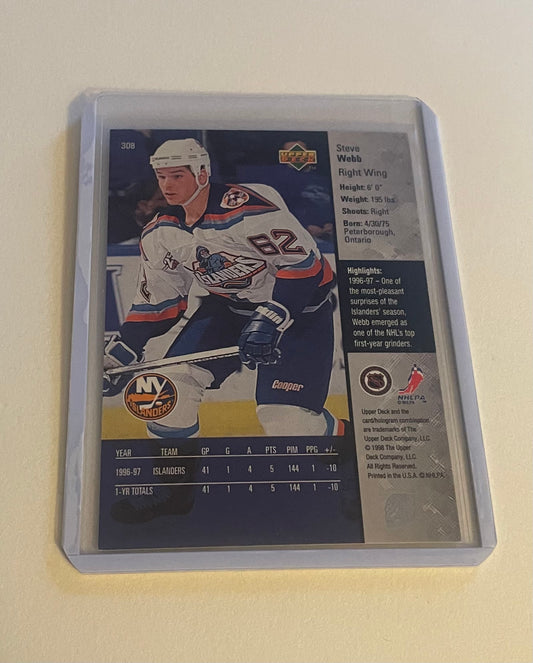 308
UPPER
DECK
Steve
Webb
Right Wing
Height: 6' 0"
Weight: 195 lbs.
Shoots: Right
Born: 4/30/75
Peterborough,
Ontario
62
ISLANDERS
Cooper
NY
ISLANDERS
Highlights:
1996-97 – One of
the most-pleasant
surprises of the
Islanders' season,
Webb emerged as
one of the NHL's top
first-year grinders.
NHLPA
Upper Deck and the
card/hologram combination
are trademarks of The
Upper Deck Company, LLC.
© 1998 The Upper
Deck Company, LLC.
All Rights Reserved.
Printed in the U.S.A. © NHLPA
YEAR TEAM GP G A PTS PIM PPG +/-
1996-97 ISLANDERS 41 1 4 5 144 1 -10
1-YR TOTALS 41 1 4 5 144 1 -10